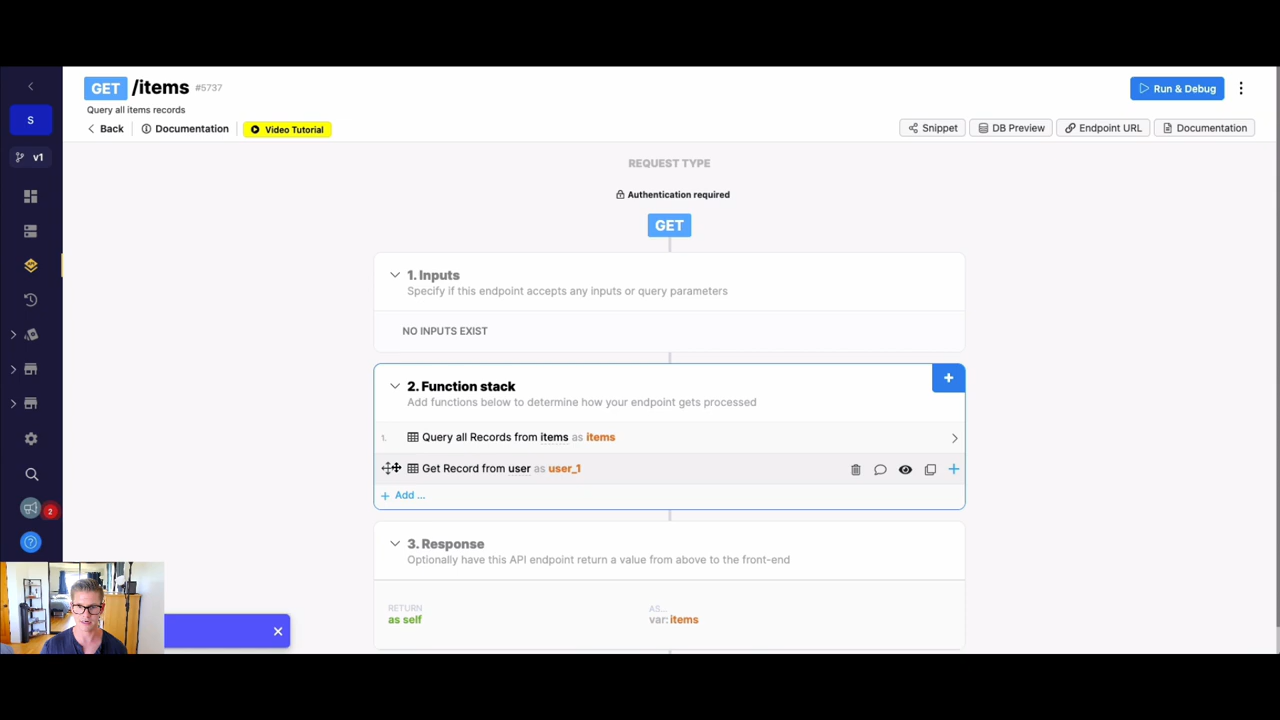 GET /items #5737
Query all items records
Back
Documentation
Video Tutorial
Run & Debug
Snippet
DB Preview
Endpoint URL
Documentation
S
v1
2
?
REQUEST TYPE
Authentication required
GET
1. Inputs
Specify if this endpoint accepts any inputs or query parameters
NO INPUTS EXIST
2. Function stack
Add functions below to determine how your endpoint gets processed
1. Query all Records from items as items
Get Record from user as user_1
+ Add ...
3. Response
Optionally have this API endpoint return a value from above to the front-end
RETURN
as self
AS...
var: items